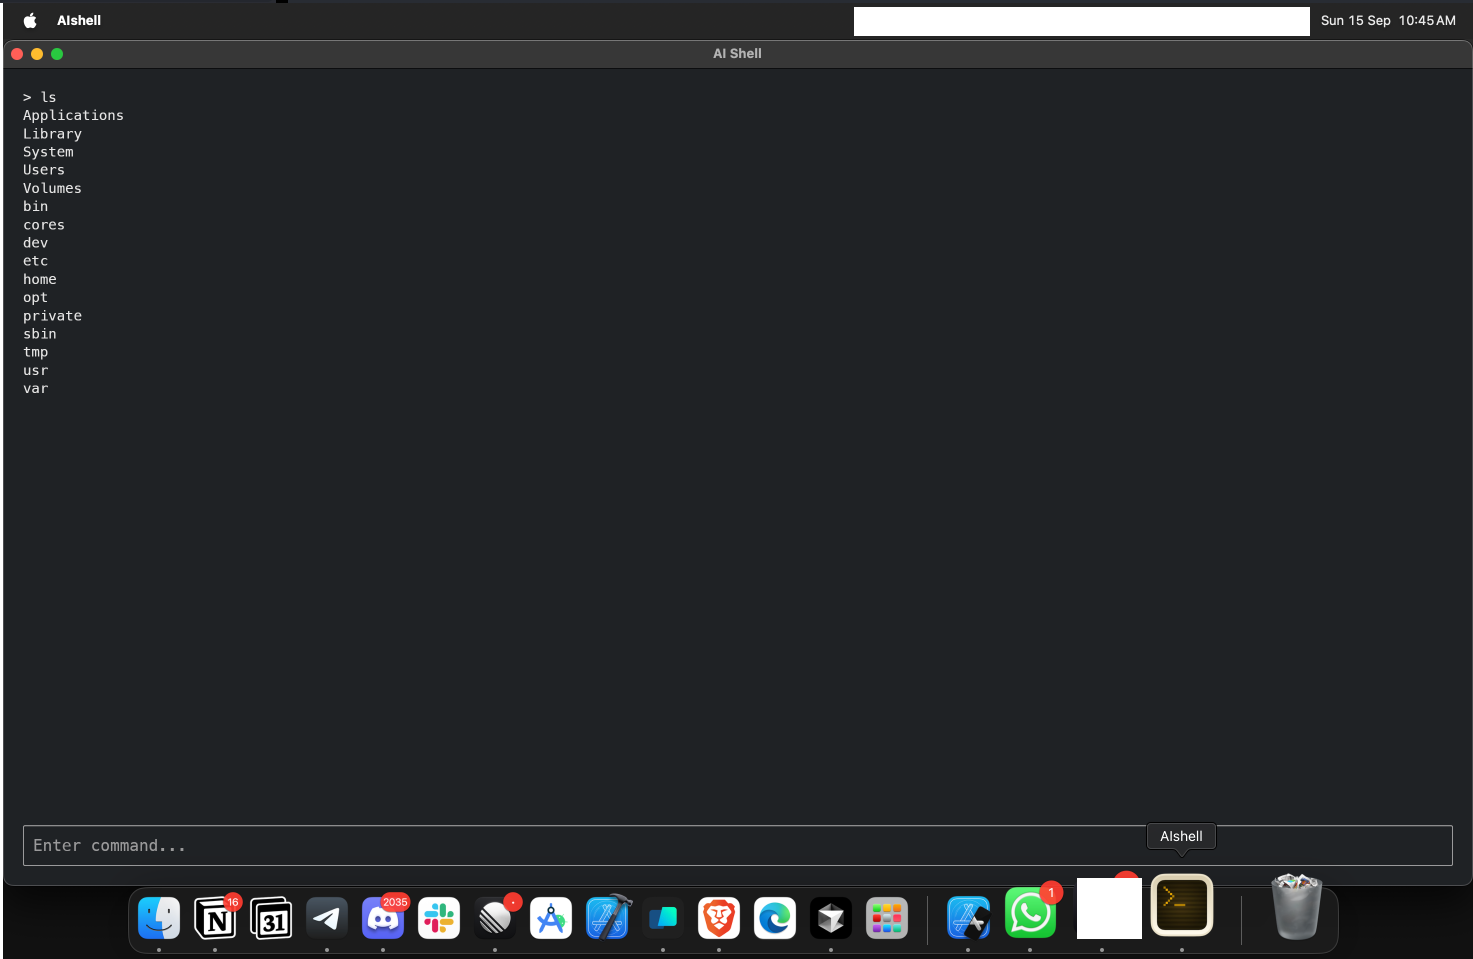 AIshell
Sun 15 Sep 10:45 AM
AI Shell
> ls
Applications
Library
System
Users
Volumes
bin
cores
dev
etc
home
opt
private
sbin
tmp
usr
var
Enter command...
AIshell
16
N
31
2035
1
>_